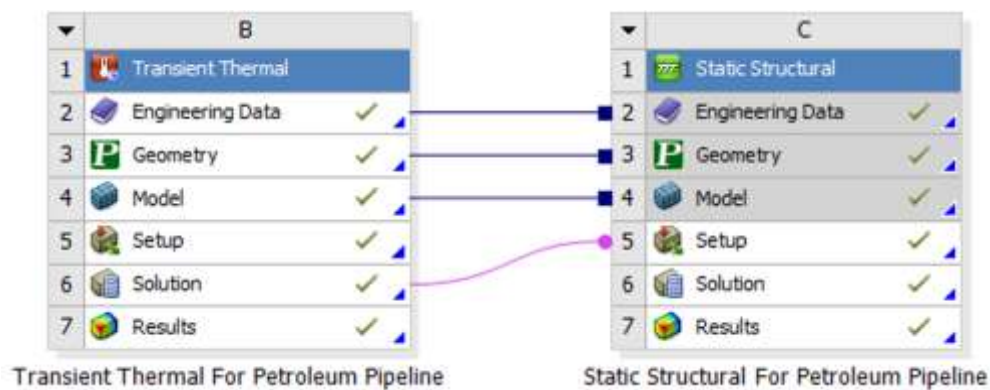 B
1 Transient Thermal
2 Engineering Data
3 P Geometry
4 Model
5 Setup
6 Solution
7 Results
Transient Thermal For Petroleum Pipeline
C
1 Static Structural
2 Engineering Data
3 P Geometry
4 Model
5 Setup
6 Solution
7 Results
Static Structural For Petroleum Pipeline